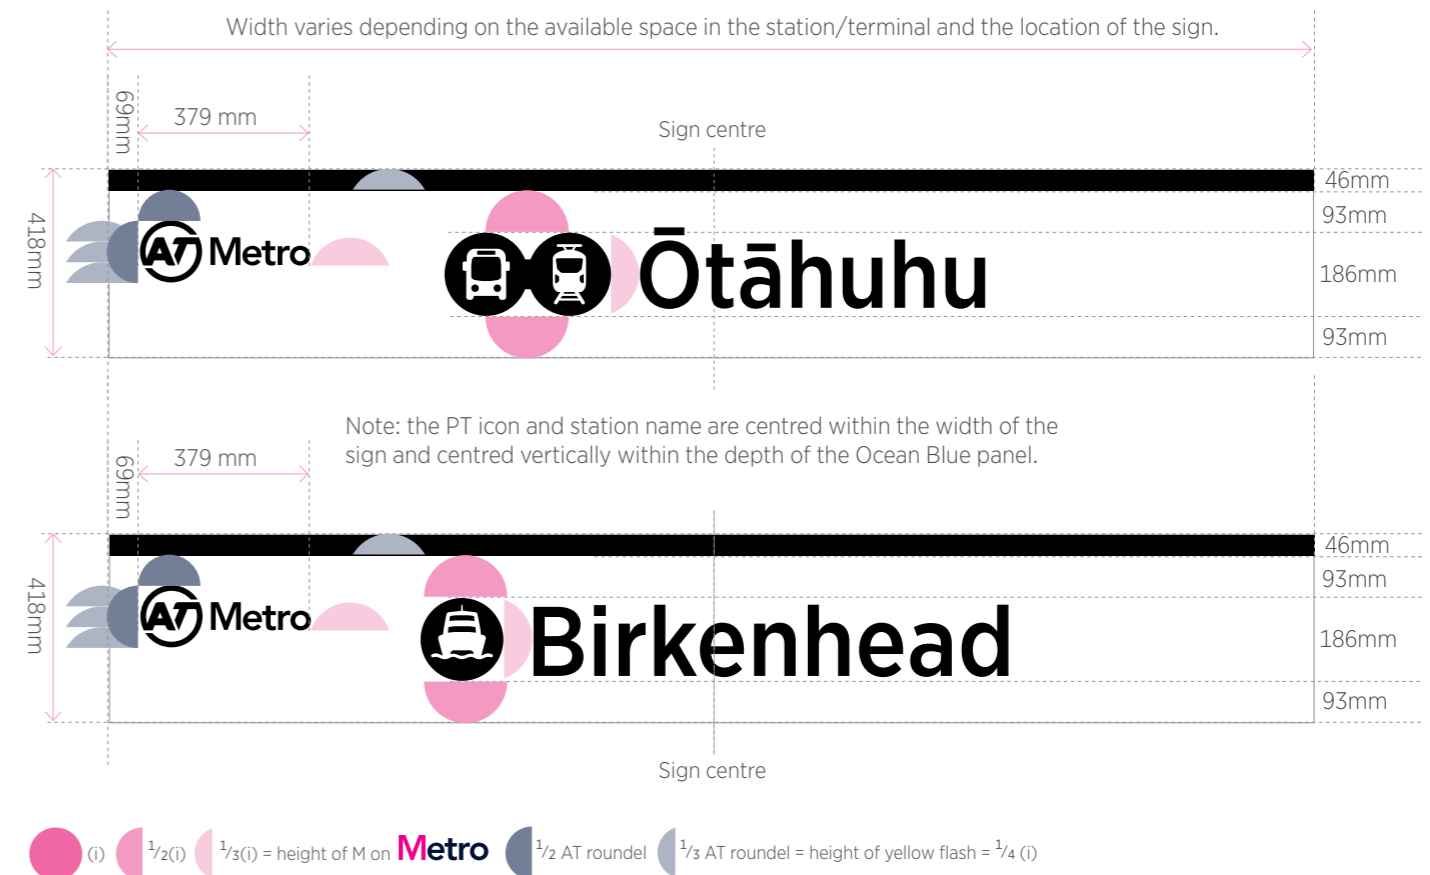 Width varies depending on the available space in the station/terminal and the location of the sign.
69mm
379 mm
Sign centre
418mm
AT Metro
Ōtāhuhu
46mm
93mm
186mm
93mm
Note: the PT icon and station name are centred within the width of the
sign and centred vertically within the depth of the Ocean Blue panel.
69mm
379 mm
418mm
AT Metro
Birkenhead
46mm
93mm
186mm
93mm
Sign centre
(i) 1/2(i) 1/3(i) = height of M on Metro 1/2 AT roundel 1/3 AT roundel = height of yellow flash = 1/4 (i)